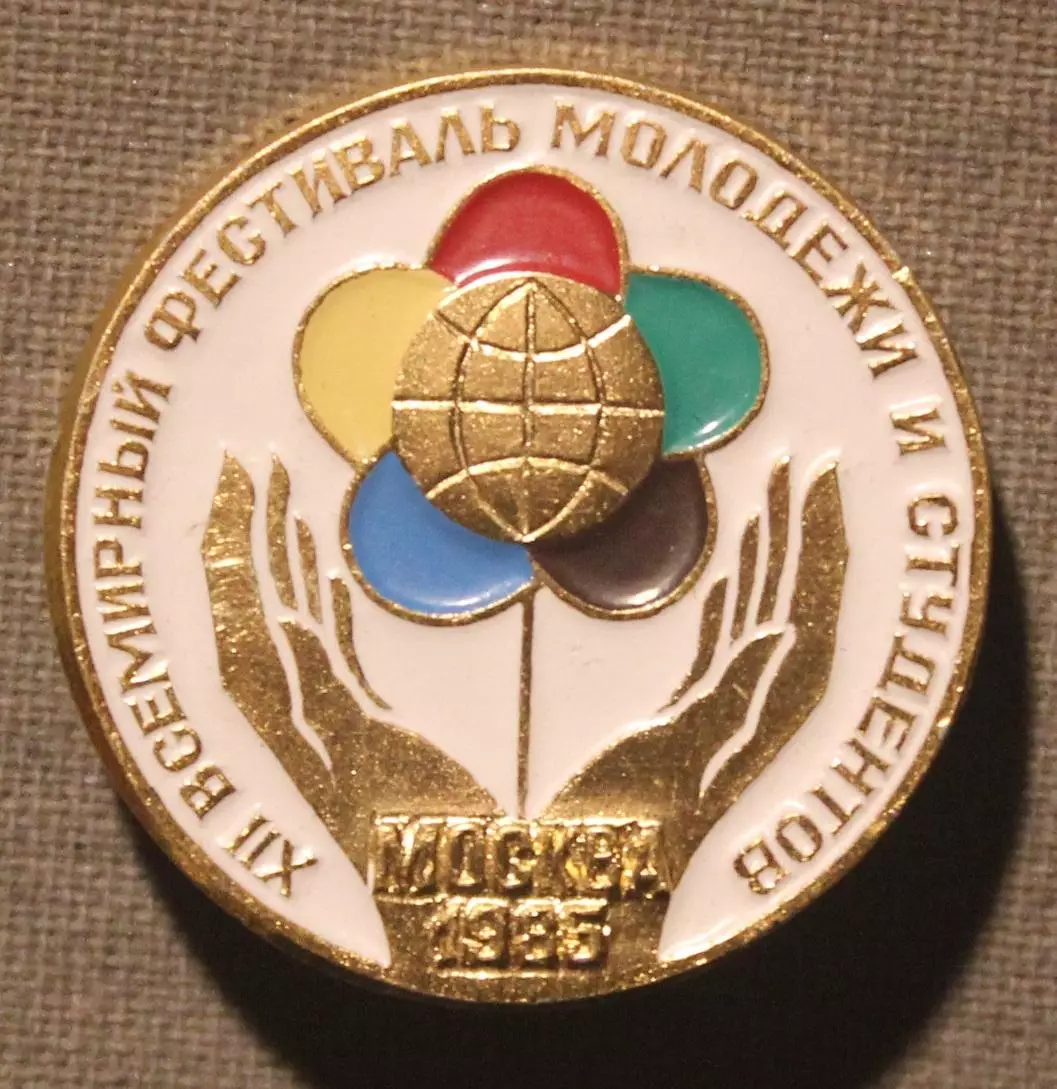 XII ВСЕМИРНЫЙ ФЕСТИВАЛЬ МОЛОДЕЖИ И СТУДЕНТОВ
МОСКВА
1985